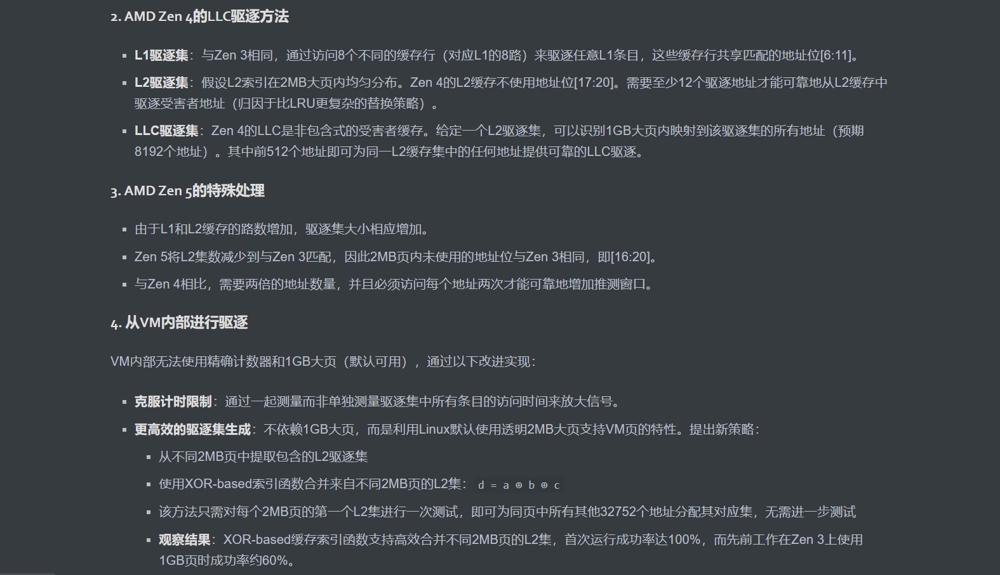 2. AMD Zen 4的LLC驱逐方法
L1驱逐集：与Zen 3相同，通过访问8个不同的缓存行（对应L1的8路）来驱逐任意L1条目，这些缓存行共享匹配的地址位[6:11]。
L2驱逐集：假设L2索引在2MB大页内均匀分布。Zen 4的L2缓存不使用地址位[17:20]。需要至少12个驱逐地址才能可靠地从L2缓存中
驱逐受害者地址（归因于比LRU更复杂的替换策略）。
LLC驱逐集：Zen 4的LLC是非包含式的受害者缓存。给定一个L2驱逐集，可以识别1GB大页内映射到该驱逐集的所有地址（预期
8192个地址）。其中前512个地址即可为同一L2缓存集中的任何地址提供可靠的LLC驱逐。
3. AMD Zen 5的特殊处理
由于L1和L2缓存的路数增加，驱逐集大小相应增加。
Zen 5将L2集数减少到与Zen 3匹配，因此2MB页内未使用的地址位与Zen 3相同，即[16:20]。
与Zen 4相比，需要两倍的地址数量，并且必须访问每个地址两次才能可靠地增加推测窗口。
4. 从VM内部进行驱逐
VM内部无法使用精确计数器和1GB大页（默认可用），通过以下改进实现：
克服计时限制：通过一起测量而非单独测量驱逐集中所有条目的访问时间来放大信号。
更高效的驱逐集生成：不依赖1GB大页，而是利用Linux默认使用透明2MB大页支持VM页的特性。提出新策略：
从不同2MB页中提取包含的L2驱逐集
使用XOR-based索引函数合并来自不同2MB页的L2集：d = a ⊕ b ⊕ c
该方法只需对每个2MB页的第一个L2集进行一次测试，即可为同页中所有其他32752个地址分配其对应集，无需进一步测试
观察结果：XOR-based缓存索引函数支持高效合并不同2MB页的L2集，首次运行成功率达100%，而先前工作在Zen 3上使用
1GB页时成功率约60%。